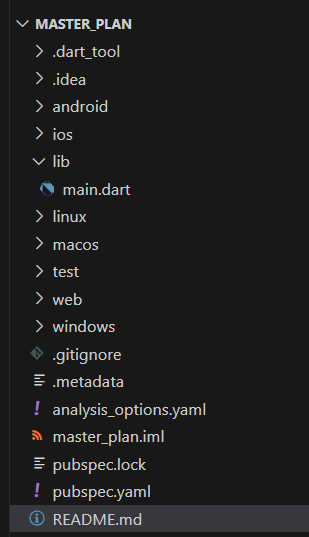 MASTER_PLAN
.dart_tool
.idea
android
ios
lib
main.dart
linux
macos
test
web
windows
.gitignore
.metadata
analysis_options.yaml
master_plan.iml
pubspec.lock
pubspec.yaml
README.md